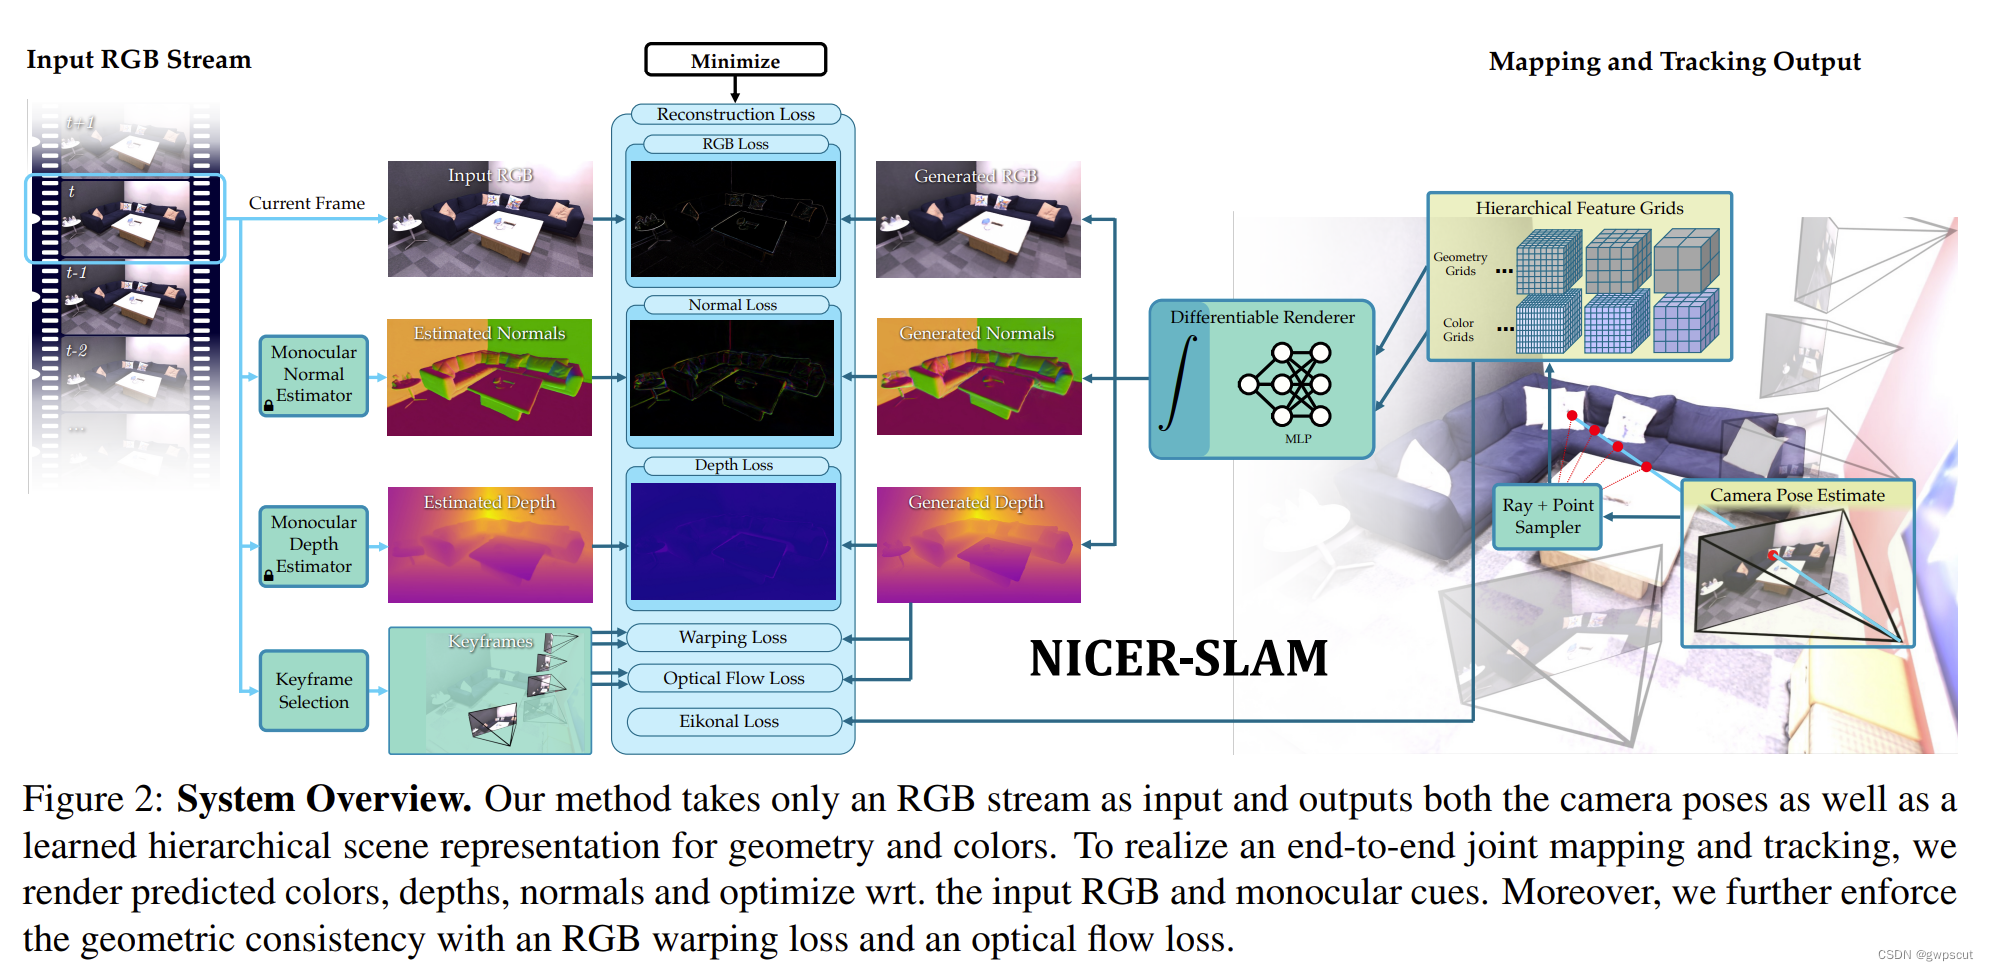 Input RGB Stream
Minimize
Mapping and Tracking Output
t+1
t
t-1
t-2
...
Current Frame
Monocular
Normal
Estimator
Monocular
Depth
Estimator
Keyframe
Selection
Input RGB
Estimated Normals
Estimated Depth
Keyframes
Reconstruction Loss
RGB Loss
Normal Loss
Depth Loss
Warping Loss
Optical Flow Loss
Eikonal Loss
Generated RGB
Generated Normals
Generated Depth
Differentiable Renderer
∫
MLP
Hierarchical Feature Grids
Geometry
Grids
...
Color
Grids
...
Ray + Point
Sampler
Camera Pose Estimate
NICER-SLAM
Figure 2: System Overview. Our method takes only an RGB stream as input and outputs both the camera poses as well as a
learned hierarchical scene representation for geometry and colors. To realize an end-to-end joint mapping and tracking, we
render predicted colors, depths, normals and optimize wrt. the input RGB and monocular cues. Moreover, we further enforce
the geometric consistency with an RGB warping loss and an optical flow loss.
CSDN @gwpscut